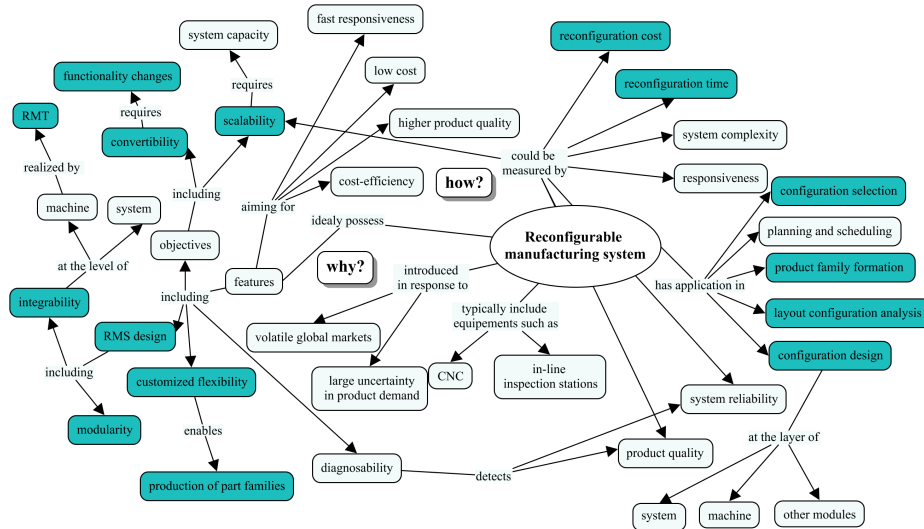 fast responsiveness
system capacity
reconfiguration cost
functionality changes
low cost
reconfiguration time
requires
RMT
requires
scalability
higher product quality
system complexity
convertibility
could be
measured by
realized by
how?
cost-efficiency
responsiveness
configuration selection
including
machine
system
aiming for
idealy possess
planning and scheduling
objectives
Reconfigurable
manufacturing system
at the level of
why?
product family formation
introduced
in response to
features
has application in
integrability
including
typically include
equipements such as
layout configuration analysis
RMS design
volatile global markets
configuration design
including
customized flexibility
large uncertainty
in product demand
CNC
in-line
inspection stations
system reliability
modularity
enables
at the layer of
product quality
diagnosability
detects
production of part families
system
machine
other modules